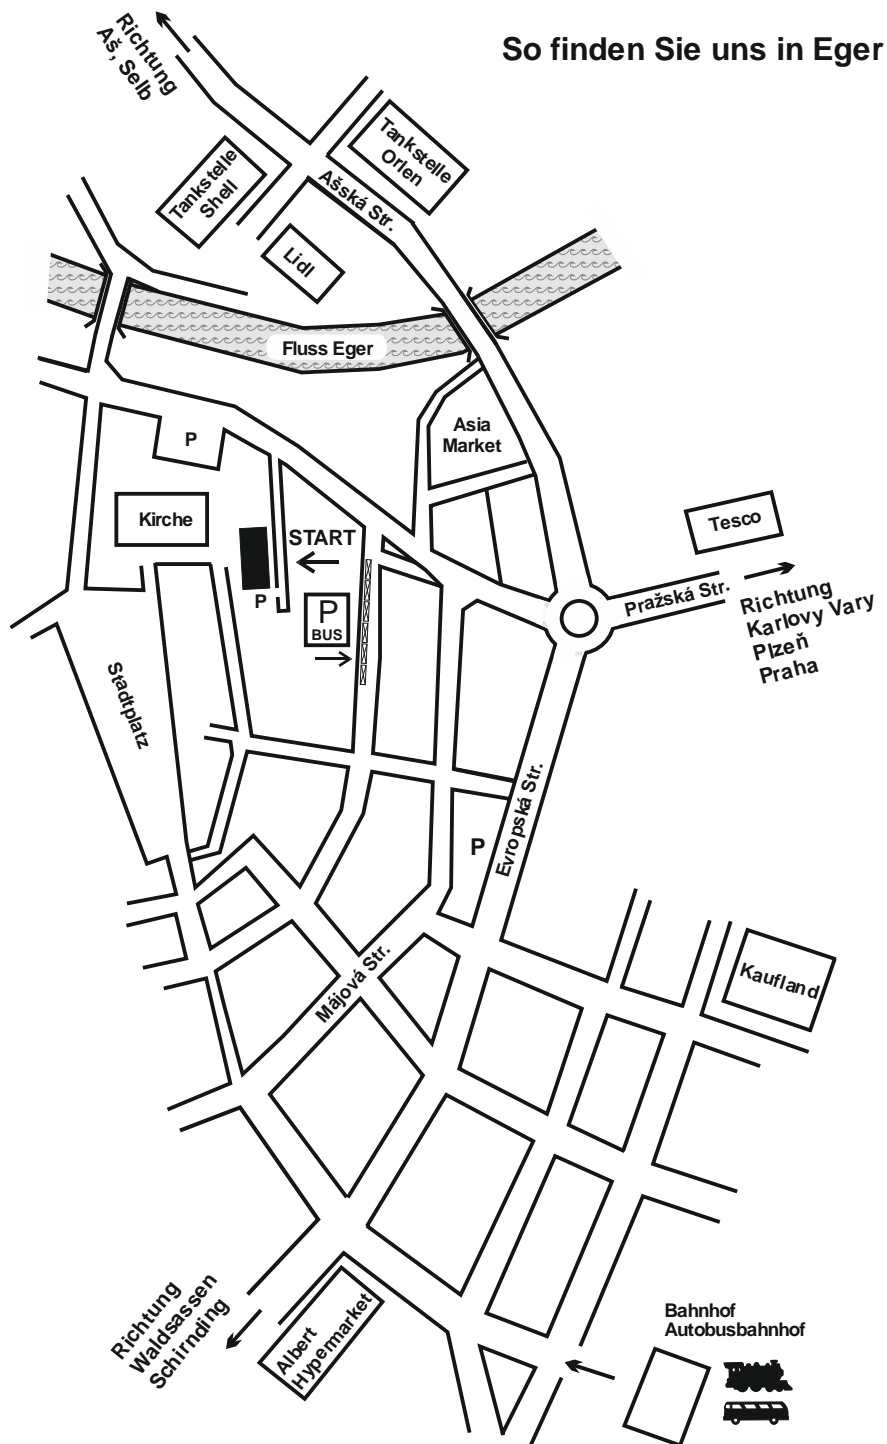 So finden Sie uns in Eger
Richtung
Aš, Selb
Tankstelle
Orlen
Tankstelle
Shell
Ašská Str.
Lidl
Fluss Eger
Asia
Market
P
Kirche
START
Tesco
P
P
BUS
Pražská Str.
Richtung
Karlovy Vary
Plzeň
Praha
Stadtplatz
Evropská Str.
P
Májová Str.
Kaufland
Richtung
Waldsassen
Schirnding
Albert
Hypermarket
Bahnhof
Autobusbahnhof